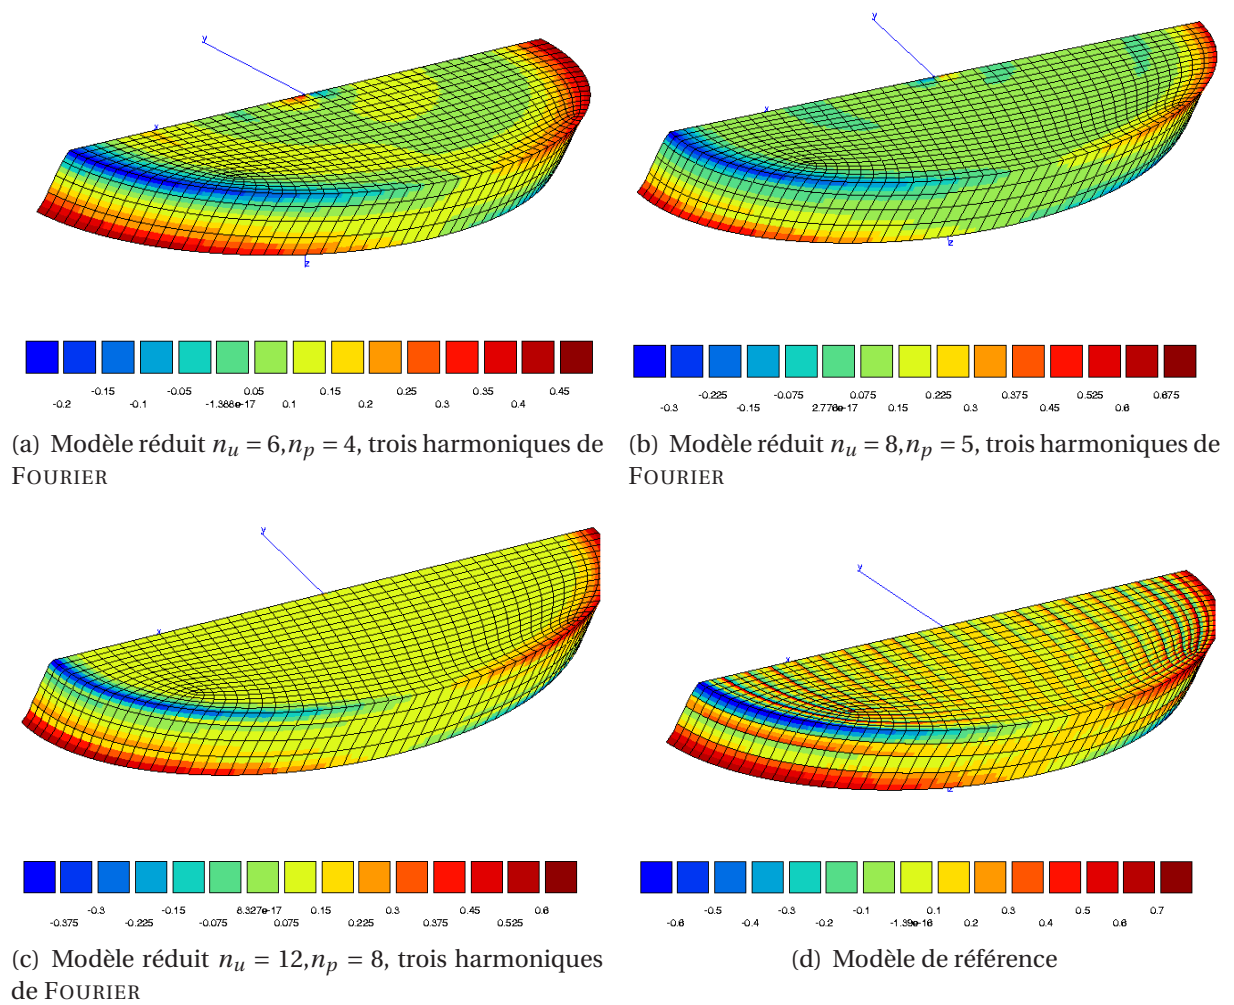 y
x
z
-0.15 -0.05 0.05 0.15 0.25 0.35 0.45
-0.2 -0.1 -1.388e-17 0.1 0.2 0.3 0.4
(a) Modèle réduit n_u = 6, n_p = 4, trois harmoniques de
FOURIER
y
x
z
-0.225 -0.075 0.075 0.225 0.375 0.525 0.675
-0.3 -0.15 2.776e-17 0.15 0.3 0.45 0.6
(b) Modèle réduit n_u = 8, n_p = 5, trois harmoniques de
FOURIER
y
x
-0.3 -0.15 8.327e-17 0.15 0.3 0.45 0.6
-0.375 -0.225 -0.075 0.075 0.225 0.375 0.525
(c) Modèle réduit n_u = 12, n_p = 8, trois harmoniques
de FOURIER
y
x
z
-0.5 -0.3 -0.1 0.1 0.3 0.5 0.7
-0.6 -0.4 -0.2 -1.39e-16 0.2 0.4 0.6
(d) Modèle de référence